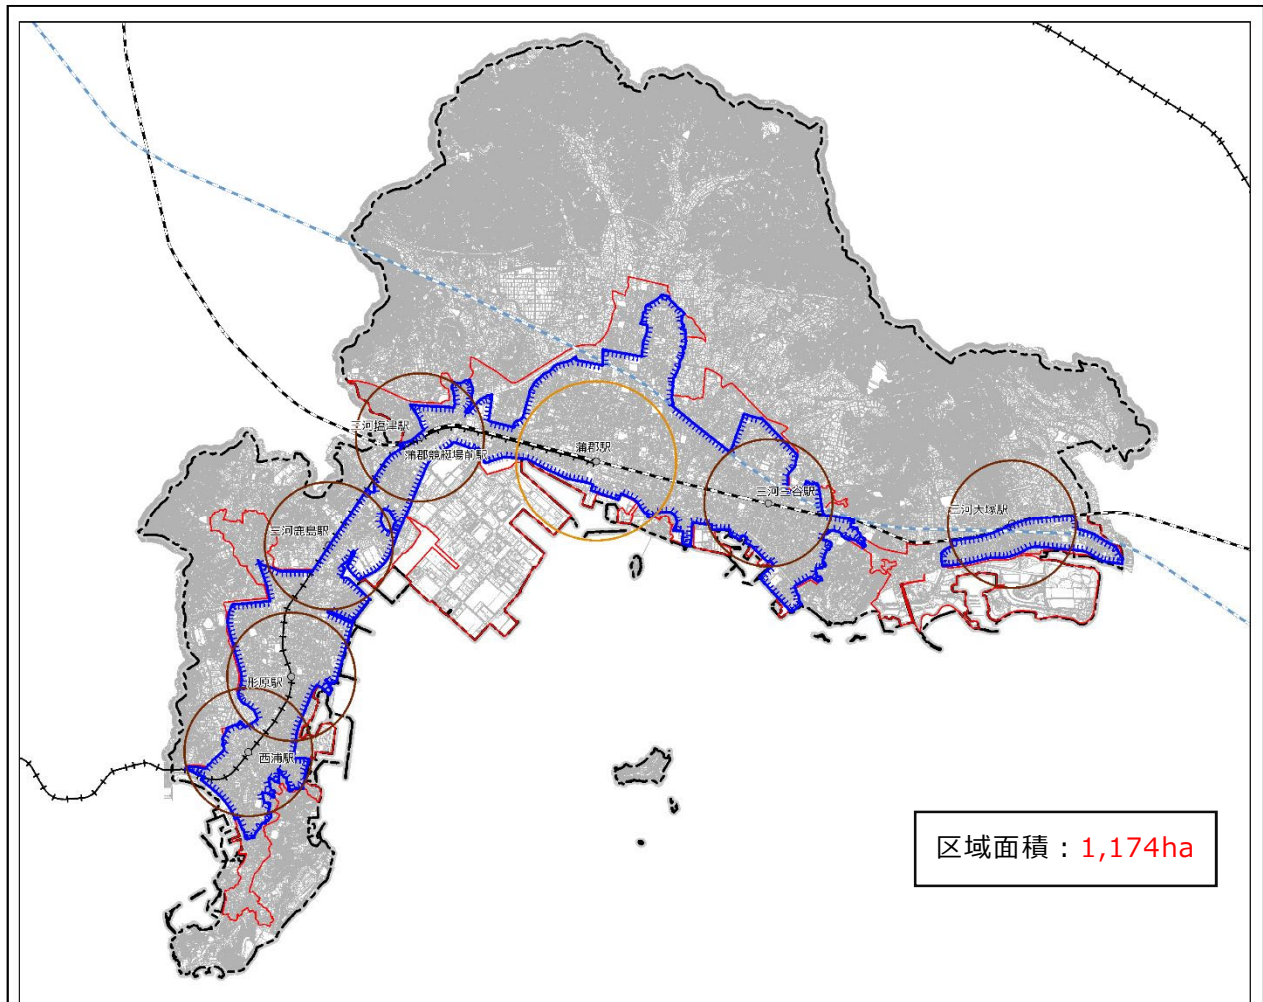 三河塩津駅
蒲郡競艇場前駅
蒲郡駅
三河三谷駅
三河大塚駅
三河鹿島駅
形原駅
西浦駅
区域面積：1,174ha